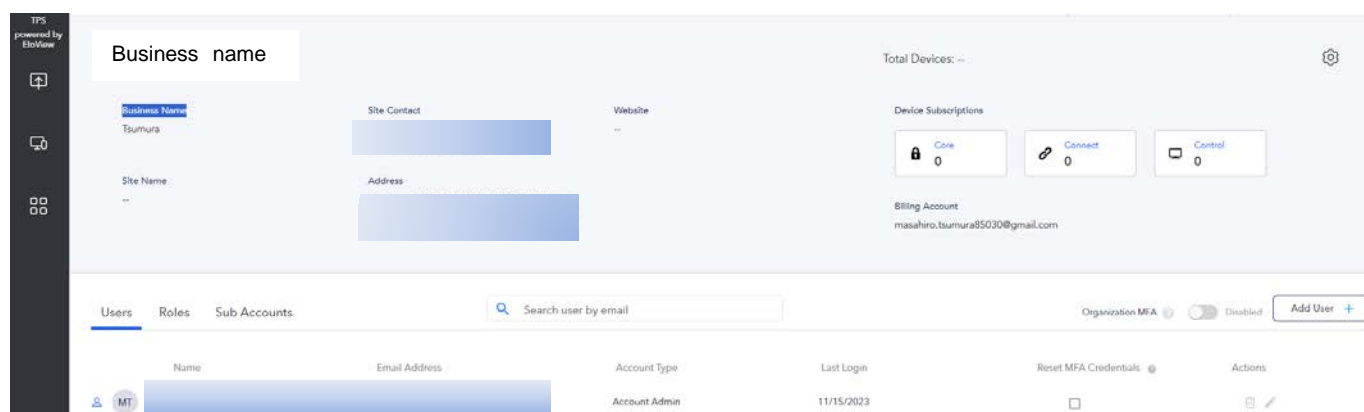 TPS
powered by
EloView
Business name
Total Devices: --
Business Name
Site Contact
Website
Device Subscriptions
Tsumura
--
Core
0
Connect
0
Control
0
Site Name
Address
--
Billing Account
masahiro.tsumura85030@gmail.com
Users Roles Sub Accounts
Search user by email
Organization MFA
Disabled
Add User +
Name Email Address Account Type Last Login Reset MFA Credentials Actions
MT Account Admin 11/15/2023